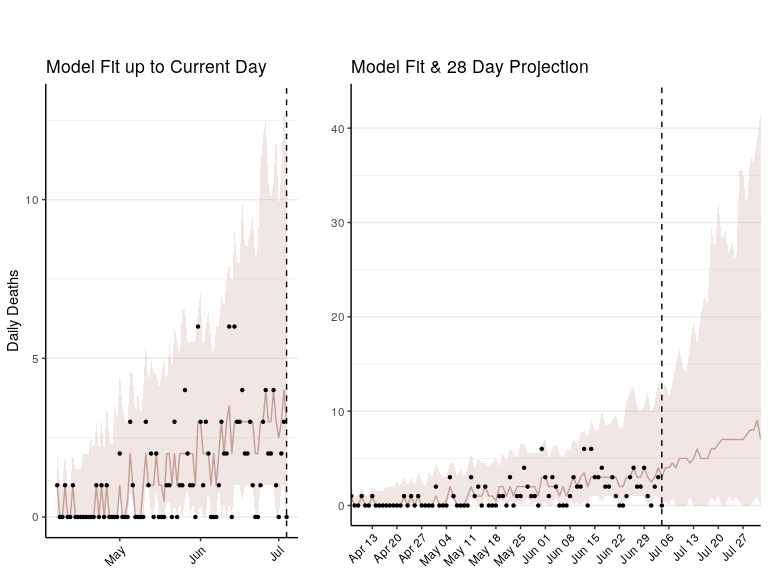 Model Fit up to Current Day
Model Fit & 28 Day Projection
Daily Deaths
10
5
0
May
Jun
Jul
40
30
20
10
0
Apr 13
Apr 20
Apr 27
May 04
May 11
May 18
May 25
Jun 01
Jun 08
Jun 15
Jun 22
Jun 29
Jul 06
Jul 13
Jul 20
Jul 27